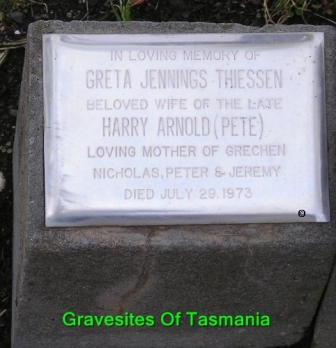 IN LOVING MEMORY OF
GRETA JENNINGS THIESSEN
BELOVED WIFE OF THE LATE
HARRY ARNOLD (PETE)
LOVING MOTHER OF GRECHEN
NICHOLAS, PETER & JEREMY
DIED JULY 29. 1973
Gravesites Of Tasmania